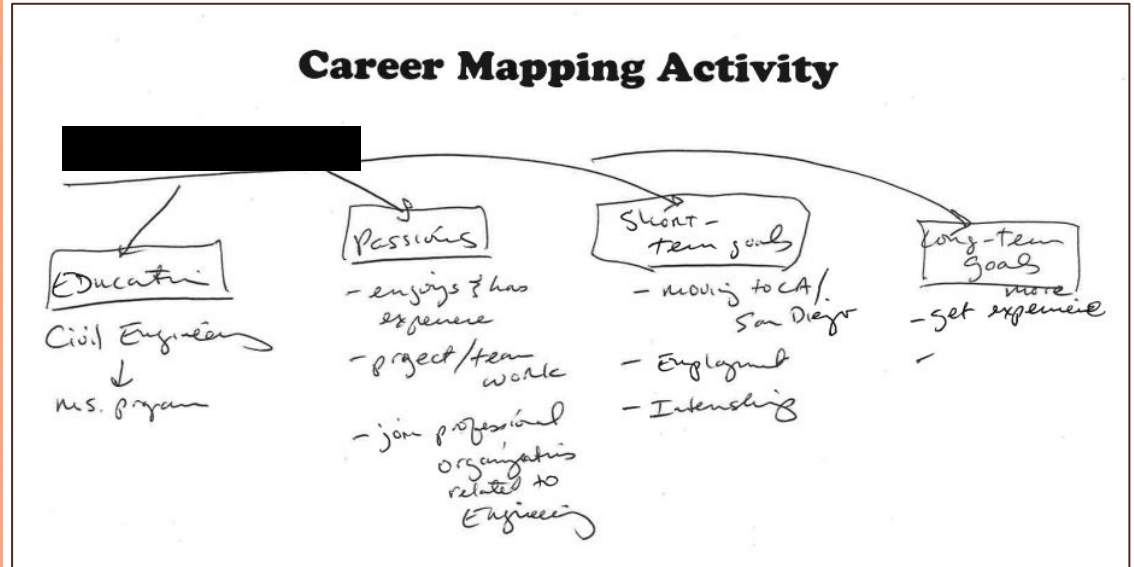 Career Mapping Activity
Education
Civil Engineering
M.S. program
Passions
- enjoys & has
experience
- project/team
work
- join professional
organizations
related to
Engineering
Short-
term goals
- moving to CA/
San Diego
- Employment
- Internship
Long-term
goals
- get more experience
-